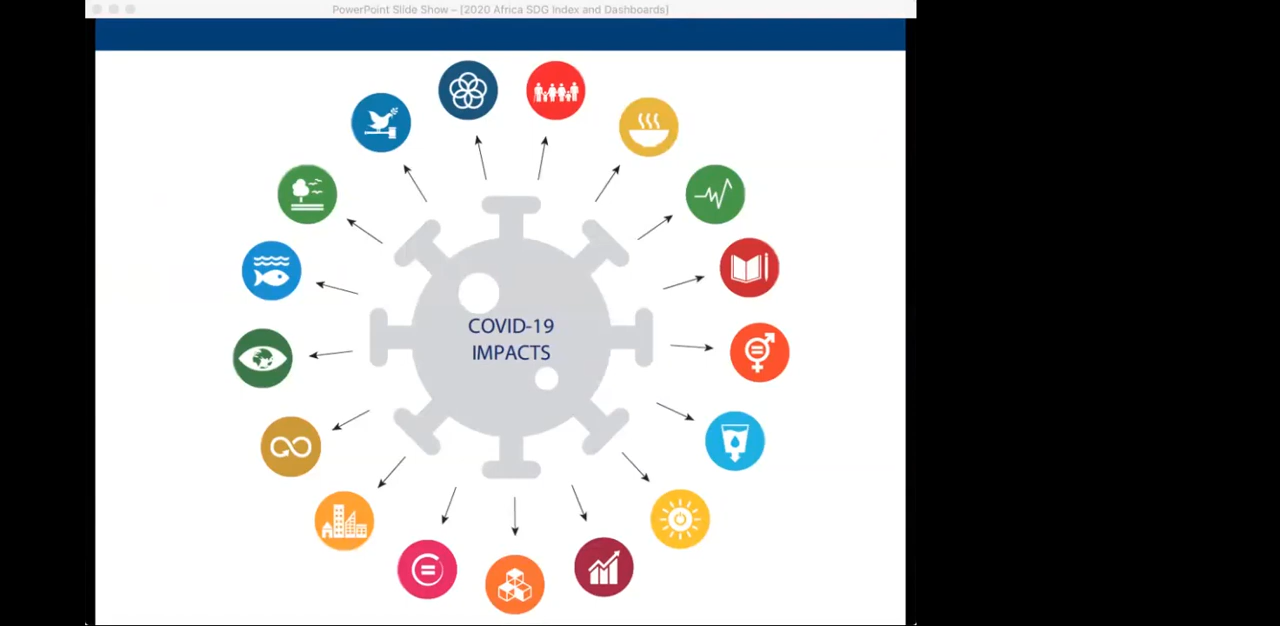 PowerPoint Slide Show – [2020 Africa SDG Index and Dashboards]
COVID-19
IMPACTS